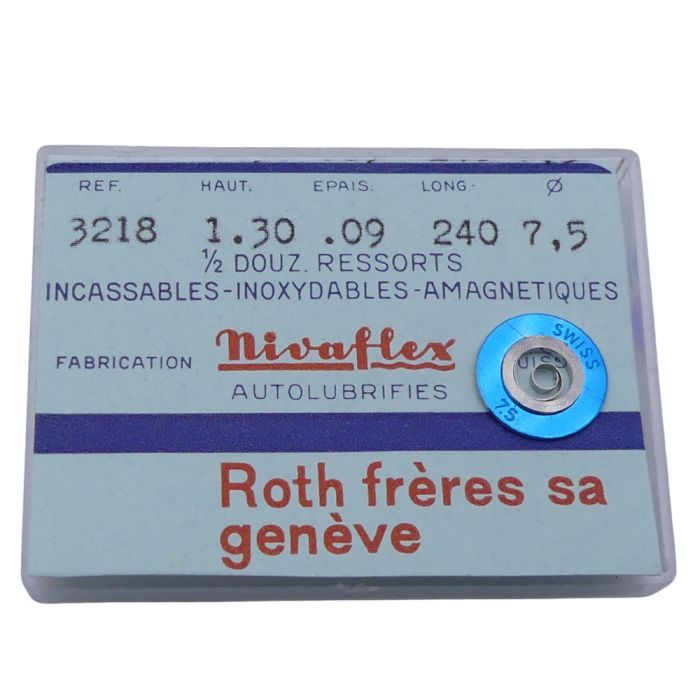 REF. HAUT. EPAIS. LONG. Ø
3218 1.30 .09 240 7,5
½ DOUZ. RESSORTS
INCASSABLES-INOXYDABLES-AMAGNETIQUES
FABRICATION Nivaflex
AUTOLUBRIFIES
SWISS
7.5
Roth frères sa
genève